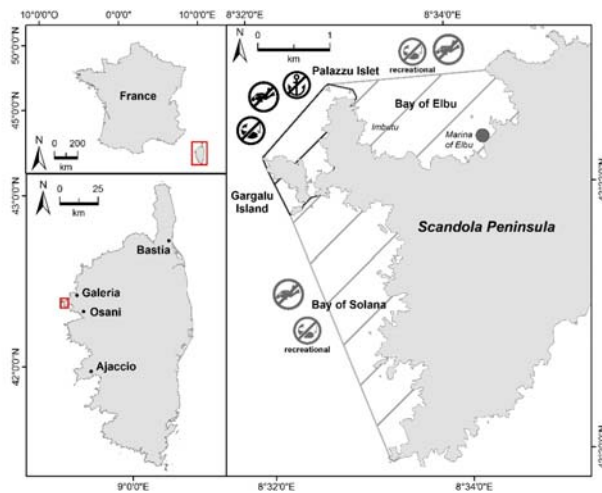 10°0'0"O
0°0'0"
10°0'0"E
50°0'0"N
45°0'0"N
France
N
0 200
km
N
0 25
km
43°0'0"N
42°0'0"N
Bastia
Galeria
Osani
Ajaccio
9°0'0"E
8°32'0"E
8°34'0"E
N
0 1
km
Palazzu Islet
recreational
Bay of Elbu
Imbutu
Marina
of Elbu
Gargalu
Island
Scandola Peninsula
Bay of Solana
recreational
8°32'0"E
8°34'0"E